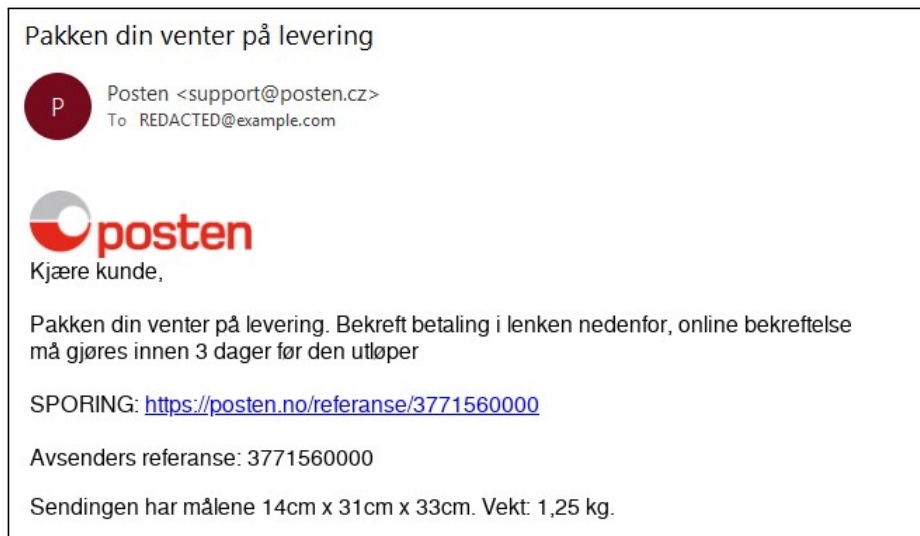 Pakken din venter på levering
P
Posten <support@posten.cz>
To REDACTED@example.com
posten
Kjære kunde,
Pakken din venter på levering. Bekreft betaling i lenken nedenfor, online bekreftelse
må gjøres innen 3 dager før den utløper
SPORING: https://posten.no/referanse/3771560000
Avsenders referanse: 3771560000
Sendingen har målene 14cm x 31cm x 33cm. Vekt: 1,25 kg.